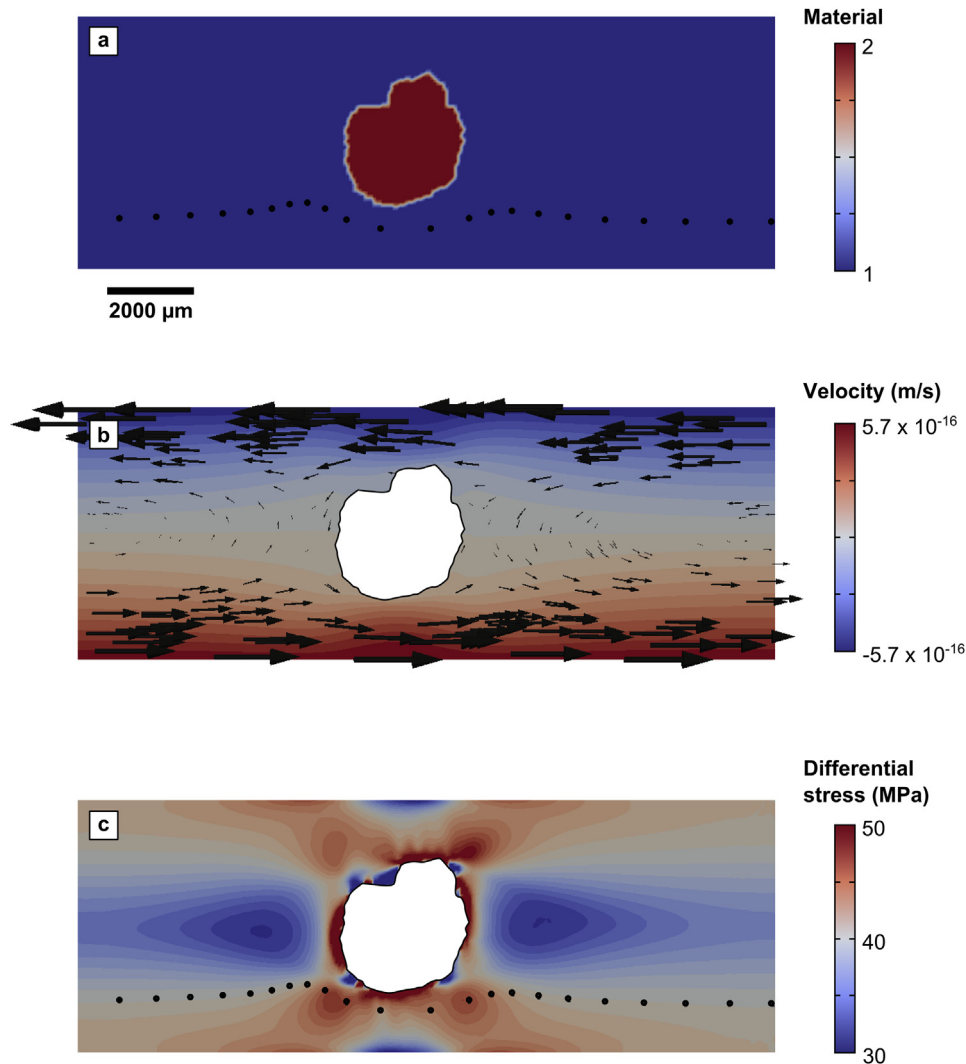 Material
a
2
1
2000 µm
Velocity (m/s)
b
5.7 x 10⁻¹⁶
-5.7 x 10⁻¹⁶
Differential
stress (MPa)
c
50
40
30